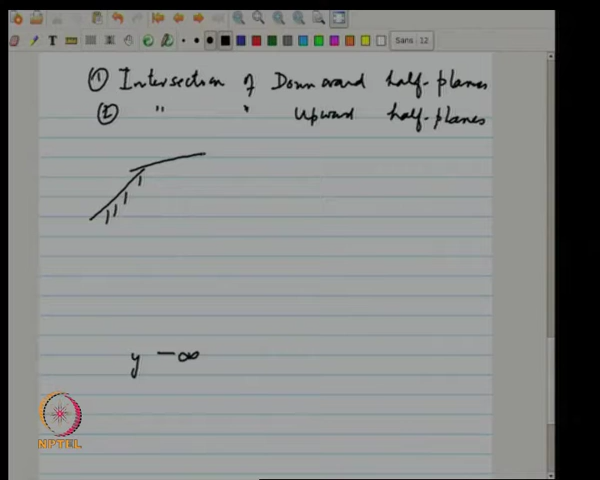 Sans - 12
① Intersection of Downward half-planes
② " " Upward half-planes
y -∞
NPTEL